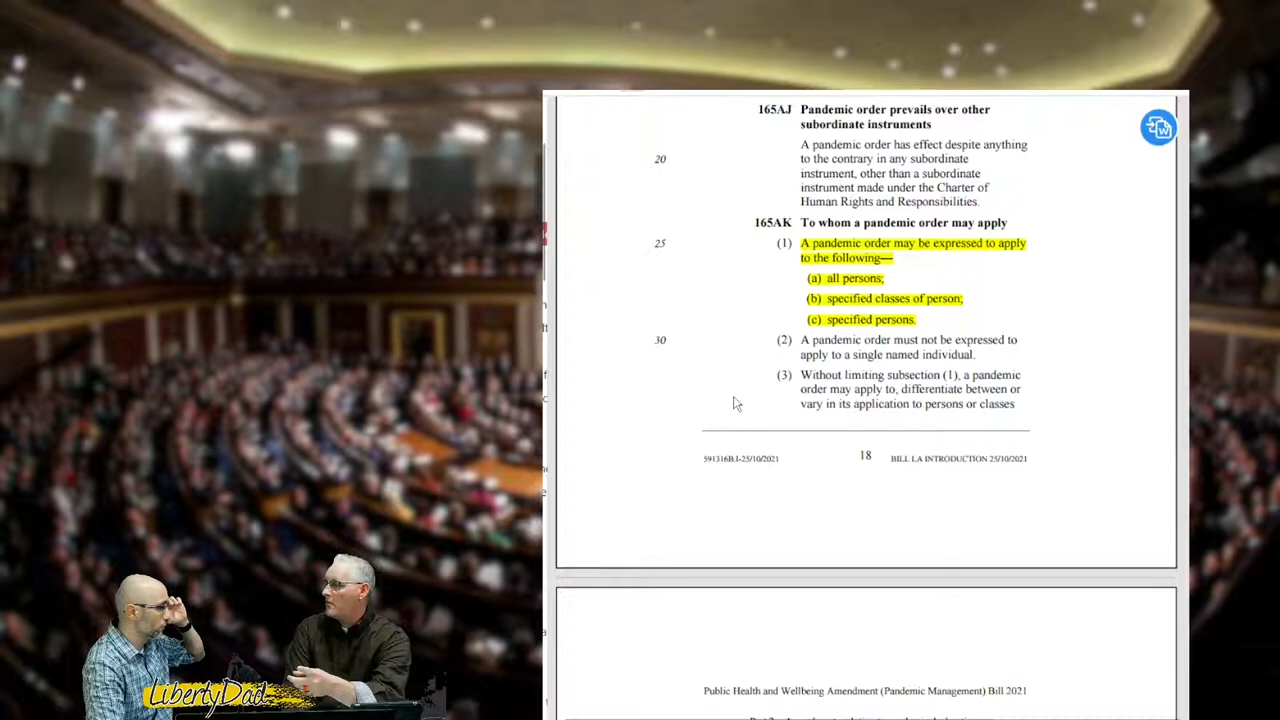 165AJ Pandemic order prevails over other
subordinate instruments
A pandemic order has effect despite anything
20 to the contrary in any subordinate
instrument, other than a subordinate
instrument made under the Charter of
Human Rights and Responsibilities.
165AK To whom a pandemic order may apply
25 (1) A pandemic order may be expressed to apply
to the following—
(a) all persons;
(b) specified classes of person;
(c) specified persons.
30 (2) A pandemic order must not be expressed to
apply to a single named individual.
(3) Without limiting subsection (1), a pandemic
order may apply to, differentiate between or
vary in its application to persons or classes
591316B.I-25/10/2021 18 BILL LA INTRODUCTION 25/10/2021
Public Health and Wellbeing Amendment (Pandemic Management) Bill 2021
LibertyDad